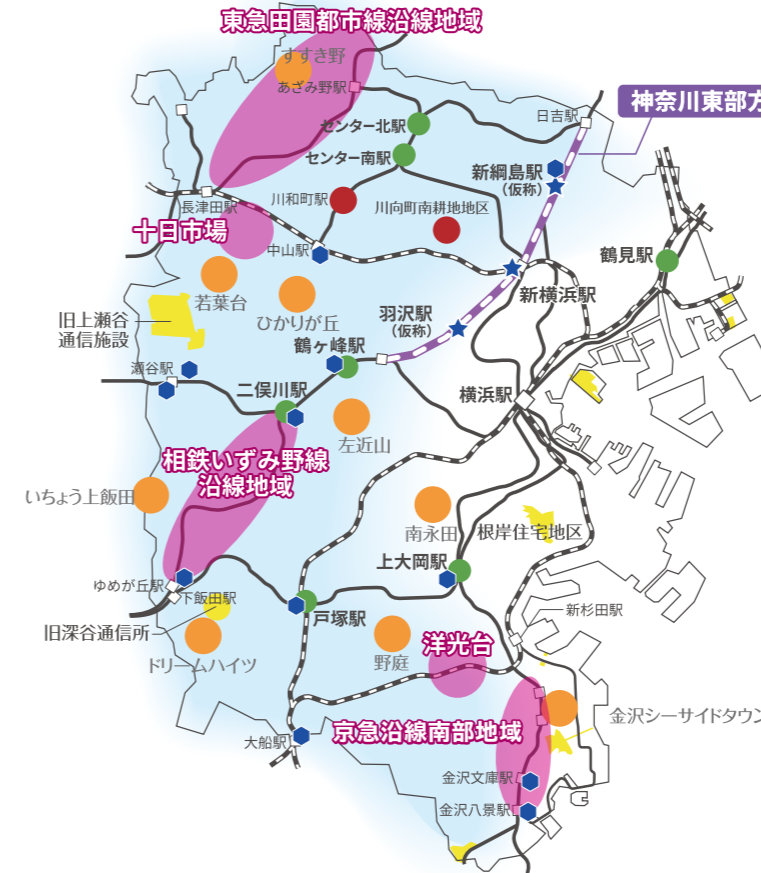 東急田園都市線沿線地域
すすき野
あざみ野駅
神奈川東部方
日吉駅
センター北駅
センター南駅
新綱島駅
（仮称）
川和町駅
川向町南耕地地区
長津田駅
十日市場
中山駅
鶴見駅
若葉台
ひかりが丘
新横浜駅
羽沢駅
（仮称）
旧上瀬谷
通信施設
鶴ヶ峰駅
瀬谷駅
二俣川駅
横浜駅
左近山
相鉄いずみ野線
沿線地域
いちょう上飯田
南永田
根岸住宅地区
上大岡駅
ゆめが丘駅
下飯田駅
新杉田駅
戸塚駅
旧深谷通信所
洋光台
ドリームハイツ
野庭
金沢シーサイドタウン
京急沿線南部地域
大船駅
金沢文庫駅
金沢八景駅